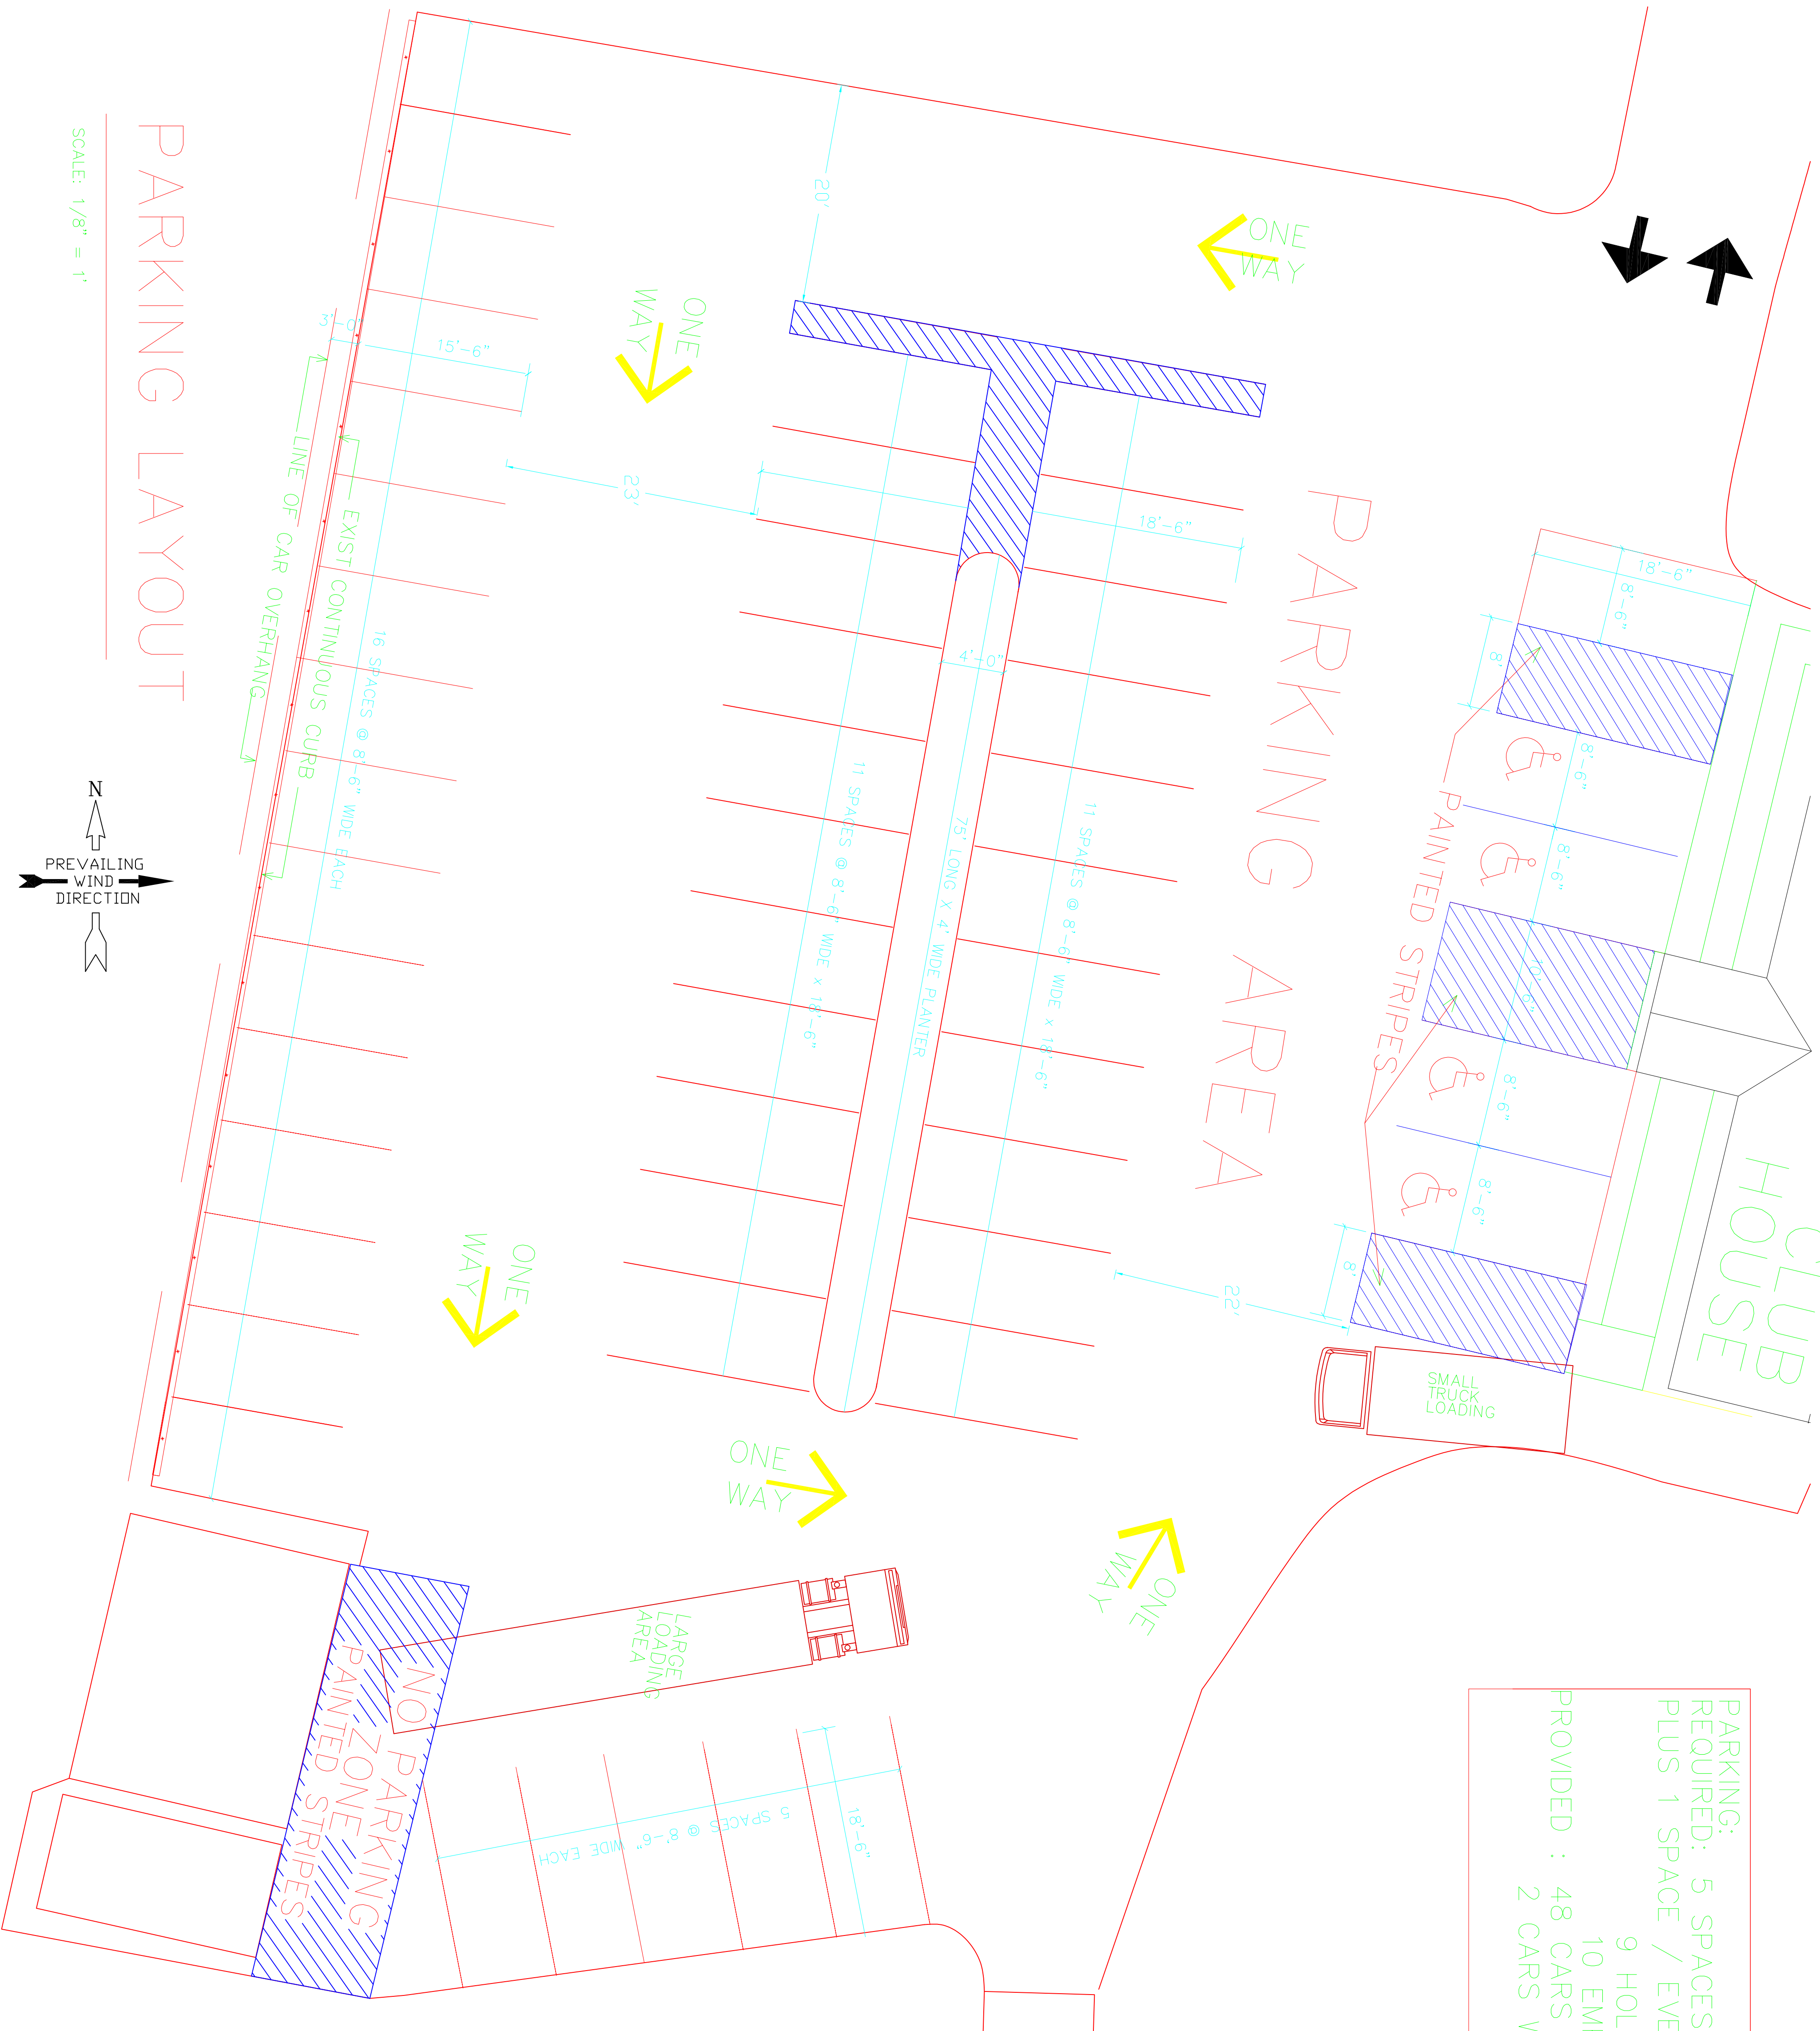 PARKING LAYOUT
SCALE: 1/8" = 1'
N
PREVAILING
WIND
DIRECTION
20'
ONE
WAY
ONE
WAY
3'-0"
15'-6"
LINE OF CAR OVERHANG
EXIST CONTINUOUS CURB
16 SPACES @ 8'-6" WIDE EACH
23'
18'-6"
4'-0"
11 SPACES @ 8'-6" WIDE x 18'-6"
75' LONG X 4' WIDE PLANTER
11 SPACES @ 8'-6" WIDE x 18'-6"
PARKING AREA
PAINTED STRIPES
18'-6"
8'-6"
8'
8'-6"
8'-6"
10'-6"
8'-6"
8'-6"
8'
22'
CLUB
HOUSE
SMALL
TRUCK
LOADING
ONE
WAY
ONE
WAY
ONE
WAY
LARGE
LOADING
AREA
NO PARKING
ZONE
PAINTED STRIPES
5 SPACES @ 8'-6" WIDE EACH
18'-6"
PARKING:
REQUIRED: 5 SPACES
PLUS 1 SPACE / EVE
9 HOL
10 EM
PROVIDED : 48 CARS
2 CARS